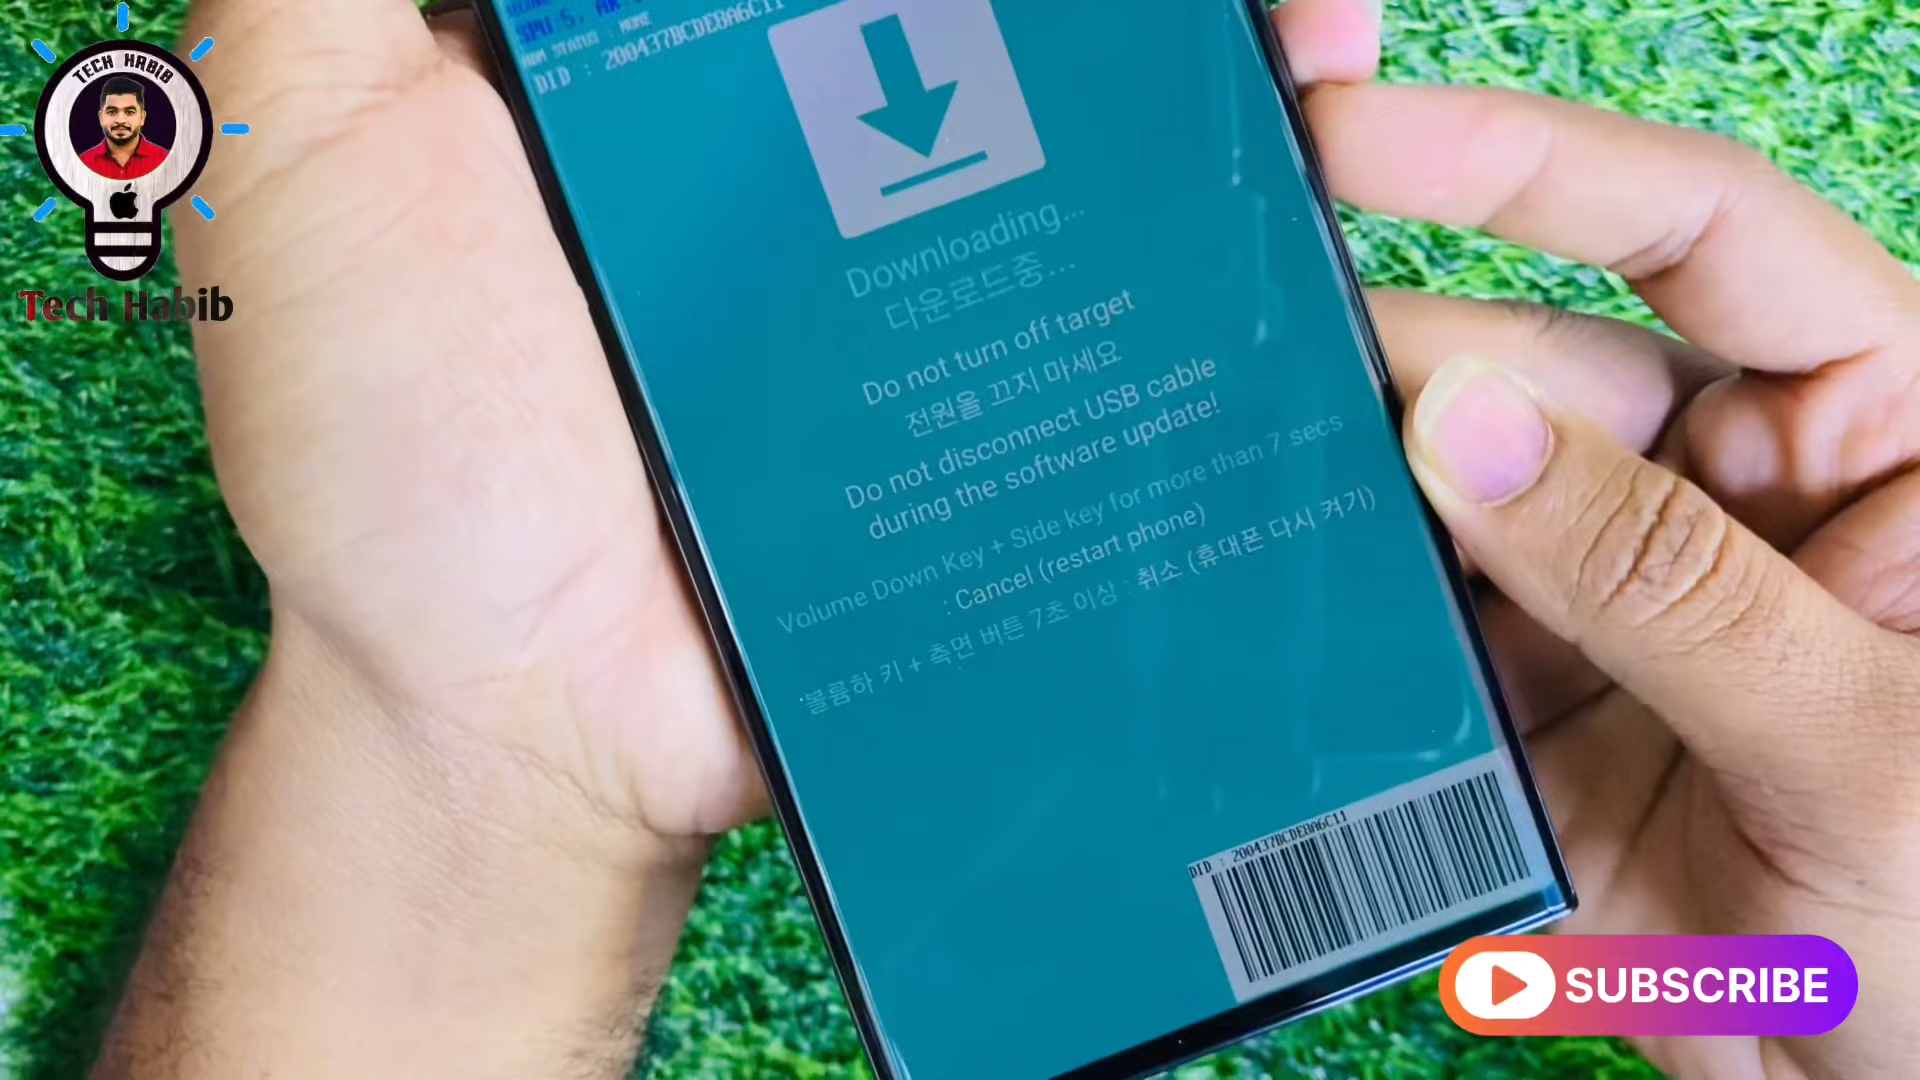 TECH HABIB
Tech Habib
DID : 200437BCDEBA6C11
Downloading...
다운로드중...
Do not turn off target
전원을 끄지 마세요
Do not disconnect USB cable
during the software update!
Volume Down Key + Side key for more than 7 secs
: Cancel (restart phone)
볼륨하 키 + 측면 버튼 7초 이상 : 취소 (휴대폰 다시 켜기)
DID : 200437BCDEBA6C11
SUBSCRIBE